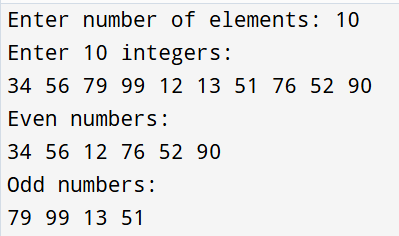 Enter number of elements: 10
Enter 10 integers:
34 56 79 99 12 13 51 76 52 90
Even numbers:
34 56 12 76 52 90
Odd numbers:
79 99 13 51